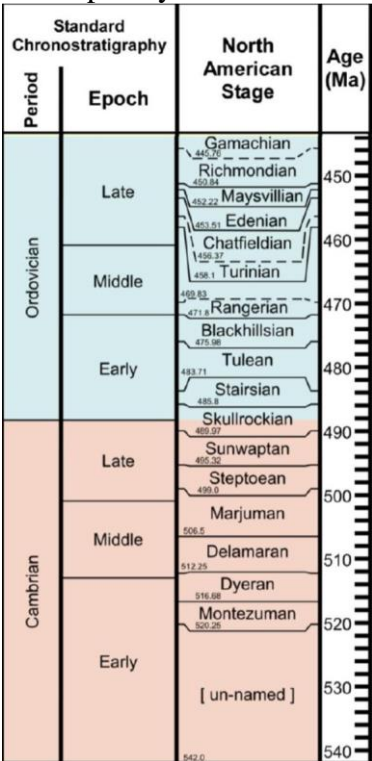 Standard
Chronostratigraphy
Period
Epoch
North
American
Stage
Age
(Ma)
Ordovician
Late
Middle
Early
Cambrian
Late
Middle
Early
Gamachian
445.76
Richmondian
450.84
Maysvillian
452.22
Edenian
453.51
Chatfieldian
456.37
Turinian
458.1
469.83
Rangerian
471.8
Blackhillsian
475.98
Tulean
483.71
Stairsian
485.8
Skullrockian
489.97
Sunwaptan
495.32
Steptoean
499.0
Marjuman
506.5
Delamaran
512.25
Dyeran
516.68
Montezuman
520.25
[ un-named ]
542.0
450
460
470
480
490
500
510
520
530
540